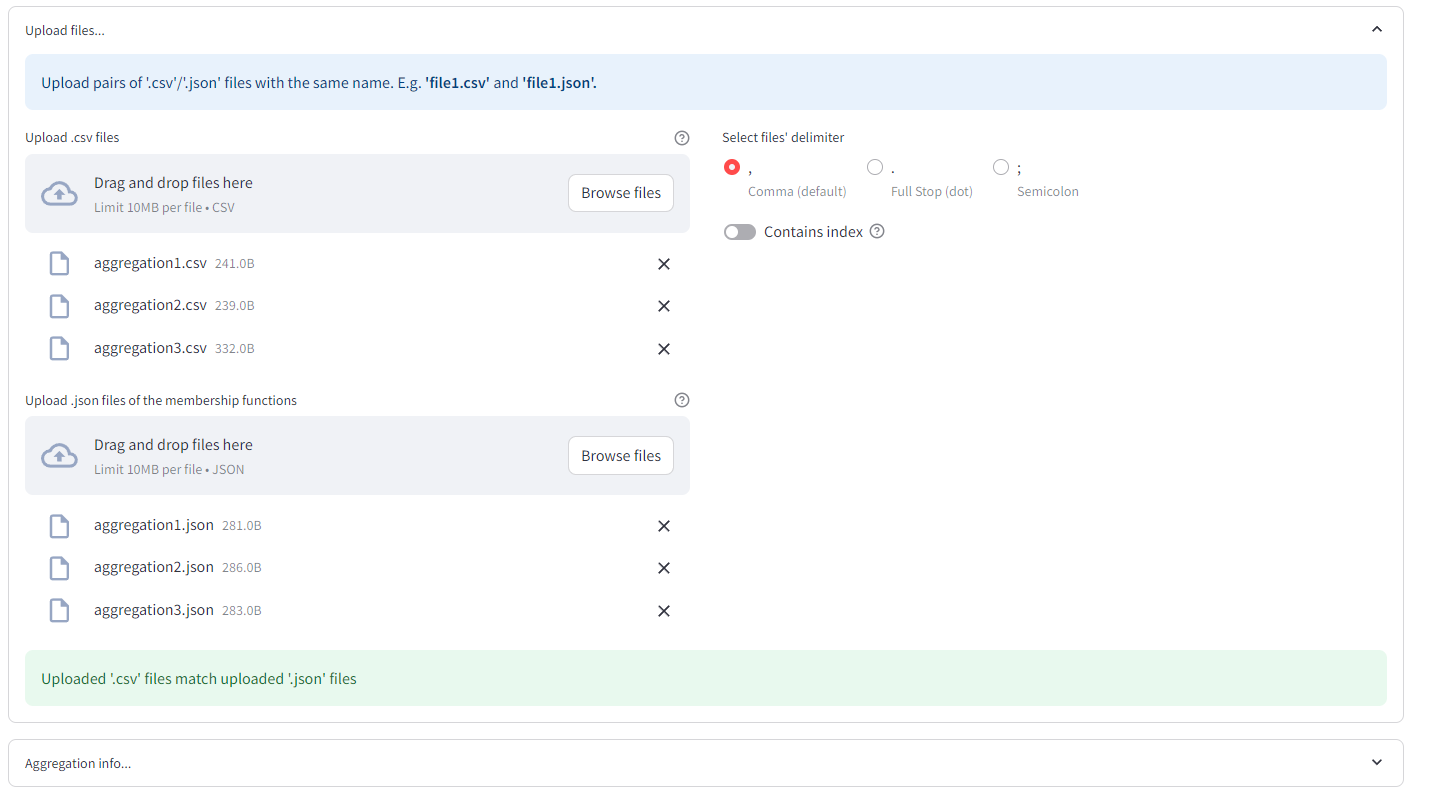 Upload files...
Upload pairs of '.csv'/'.json' files with the same name. E.g. 'file1.csv' and 'file1.json'.
Upload .csv files
Drag and drop files here
Limit 10MB per file • CSV
Browse files
aggregation1.csv 241.0B
aggregation2.csv 239.0B
aggregation3.csv 332.0B
Upload .json files of the membership functions
Drag and drop files here
Limit 10MB per file • JSON
Browse files
aggregation1.json 281.0B
aggregation2.json 286.0B
aggregation3.json 283.0B
Select files' delimiter
, . ;
Comma (default) Full Stop (dot) Semicolon
Contains index
Uploaded '.csv' files match uploaded '.json' files
Aggregation info...